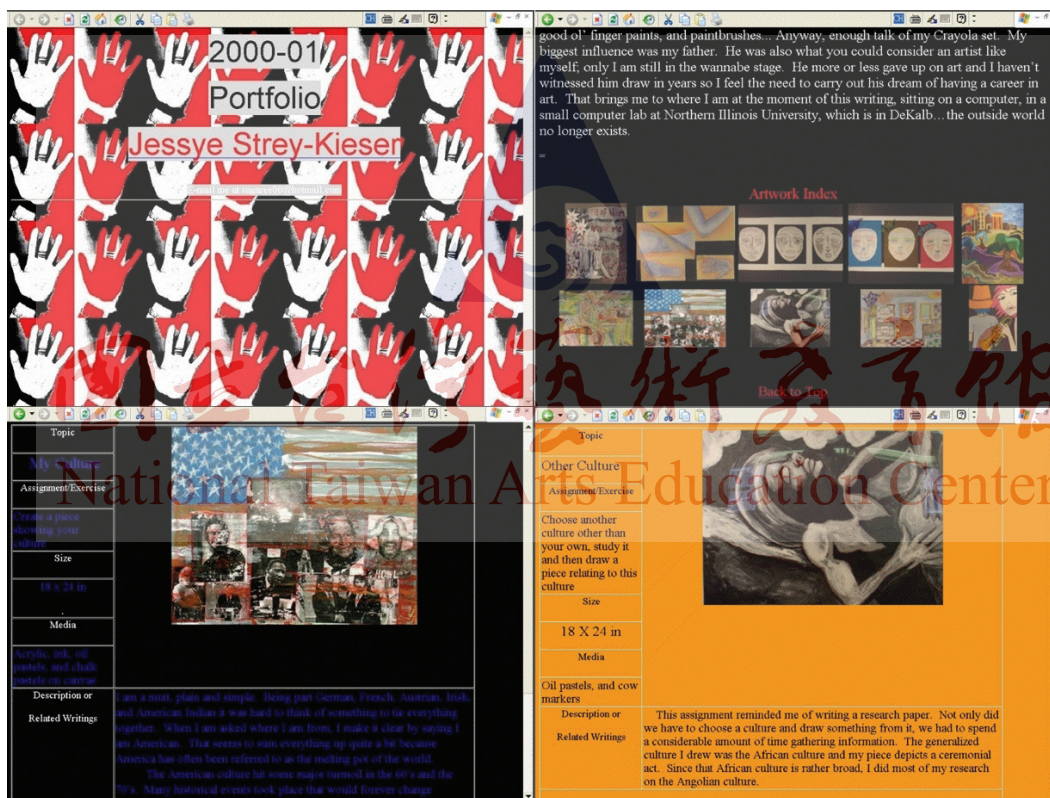 2000-01
Portfolio
Jessye Strey-Kieser
good ol' finger paints, and paintbrushes... Anyway, enough talk of my Crayola set. My
biggest influence was my father. He was also what you could consider an artist like
myself, only I am still in the wannabe stage. He more or less gave up on art and I haven't
witnessed him draw in years so I feel the need to carry out his dream of having a career in
art. That brings me to where I am at the moment of this writing, sitting on a computer, in a
small computer lab at Northern Illinois University, which is in DeKalb...the outside world
no longer exists.
Artwork Index
Back to Top
Topic
My Culture
Assignment/Exercise
Create a piece
showing your
culture
Size
18 x 24 in
Media
Acrylic, ink, oil
pastels, and chalk
pastels on canvas
Description or
Related Writings
I am a mutt, plain and simple. Being part German, French, Austrian, Irish,
and American Indian it was hard to think of something to tie everything
together. When I am asked where I am from, I make it clear by saying I
am American. That seems to sum everything up quite a bit because
America has often been referred to as the melting pot of the world.
The American culture hit some major turmoil in the 60's and the
70's. Many historical events took place that would forever change
Topic
Other Culture
Assignment/Exercise
Choose another
culture other than
your own, study it
and then draw a
piece relating to this
culture
Size
18 X 24 in
Media
Oil pastels, and cow
markers
Description or
Related Writings
This assignment reminded me of writing a research paper. Not only did
we have to choose a culture and draw something from it, we had to spend
a considerable amount of time gathering information. The generalized
culture I drew was the African culture and my piece depicts a ceremonial
act. Since that African culture is rather broad, I did most of my research
on the Angolian culture.
國立臺灣藝術教育館
National Taiwan Arts Education Center